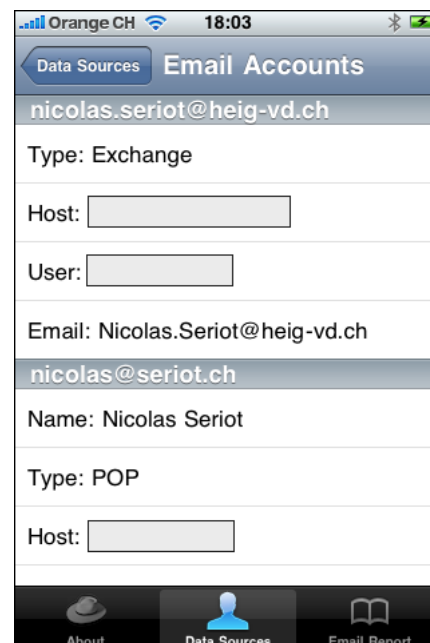 Orange CH 18:03
Data Sources Email Accounts
nicolas.seriot@heig-vd.ch
Type: Exchange
Host:
User:
Email: Nicolas.Seriot@heig-vd.ch
nicolas@seriot.ch
Name: Nicolas Seriot
Type: POP
Host:
About Data Sources Email Report